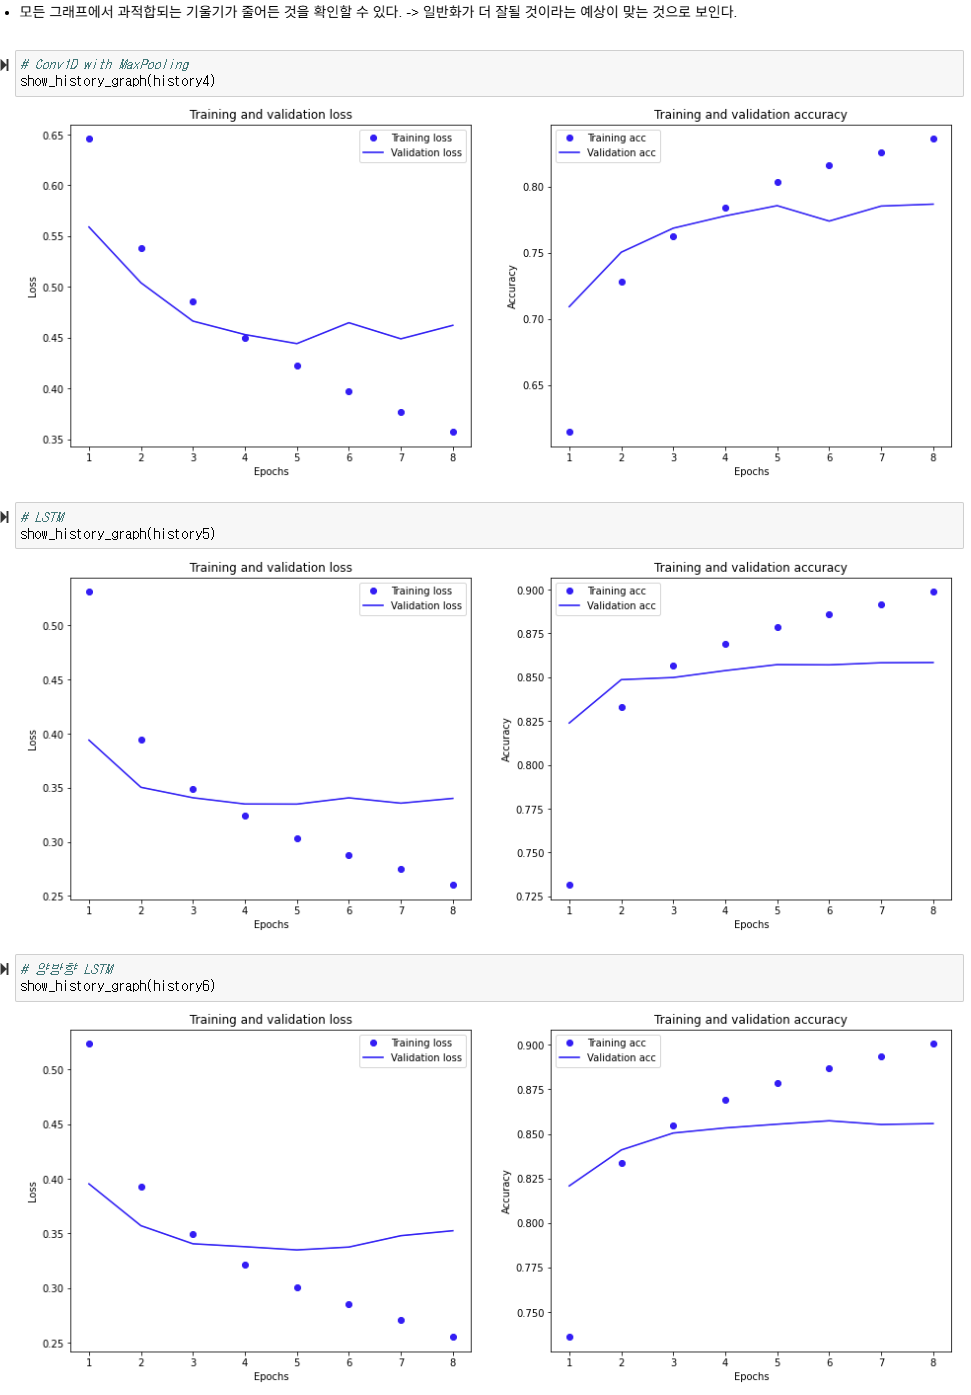 • 모든 그래프에서 과적합되는 기울기가 줄어든 것을 확인할 수 있다. -> 일반화가 더 잘될 것이라는 예상이 맞는 것으로 보인다.
# Conv1D with MaxPooling
show_history_graph(history4)
Training and validation loss
Training loss
Validation loss
0.65
0.60
0.55
0.50
0.45
0.40
0.35
Loss
1 2 3 4 5 6 7 8
Epochs
Training and validation accuracy
Training acc
Validation acc
0.80
0.75
0.70
0.65
Accuracy
1 2 3 4 5 6 7 8
Epochs
# LSTM
show_history_graph(history5)
Training and validation loss
Training loss
Validation loss
0.50
0.45
0.40
0.35
0.30
0.25
Loss
1 2 3 4 5 6 7 8
Epochs
Training and validation accuracy
Training acc
Validation acc
0.900
0.875
0.850
0.825
0.800
0.775
0.750
0.725
Accuracy
1 2 3 4 5 6 7 8
Epochs
# 양방향 LSTM
show_history_graph(history6)
Training and validation loss
Training loss
Validation loss
0.50
0.45
0.40
0.35
0.30
0.25
Loss
1 2 3 4 5 6 7 8
Epochs
Training and validation accuracy
Training acc
Validation acc
0.900
0.875
0.850
0.825
0.800
0.775
0.750
Accuracy
1 2 3 4 5 6 7 8
Epochs